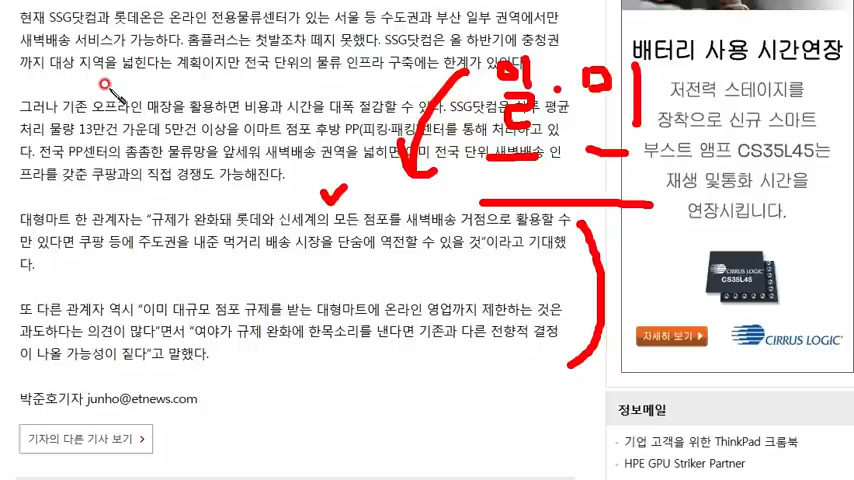 현재 SSG닷컴과 롯데온은 온라인 전용물류센터가 있는 서울 등 수도권과 부산 일부 권역에서만
새벽배송 서비스가 가능하다. 홈플러스는 첫발조차 떼지 못했다. SSG닷컴은 올 하반기에 충청권
까지 대상 지역을 넓힌다는 계획이지만 전국 단위의 물류 인프라 구축에는 한계가 있다.
그러나 기존 오프라인 매장을 활용하면 비용과 시간을 대폭 절감할 수 있다. SSG닷컴은 하루 평균
처리 물량 13만건 가운데 5만건 이상을 이마트 점포 후방 PP(피킹·패킹)센터를 통해 처리하고 있
다. 전국 PP센터의 촘촘한 물류망을 앞세워 새벽배송 권역을 넓히면 이미 전국 단위 새벽배송 인
프라를 갖춘 쿠팡과의 직접 경쟁도 가능해진다.
대형마트 한 관계자는 “규제가 완화돼 롯데와 신세계의 모든 점포를 새벽배송 거점으로 활용할 수
만 있다면 쿠팡 등에 주도권을 내준 먹거리 배송 시장을 단숨에 역전할 수 있을 것”이라고 기대했
다.
또 다른 관계자 역시 “이미 대규모 점포 규제를 받는 대형마트에 온라인 영업까지 제한하는 것은
과도하다는 의견이 많다”면서 “여야가 규제 완화에 한목소리를 낸다면 기존과 다른 전향적 결정
이 나올 가능성이 짙다”고 말했다.
박준호기자 junho@etnews.com
기자의 다른 기사 보기
밀.미
배터리 사용 시간연장
저전력 스테이지를
장착으로 신규 스마트
부스트 앰프 CS35L45는
재생 및통화 시간을
연장시킵니다.
CIRRUS LOGIC
CS35L45
자세히 보기
CIRRUS LOGIC
정보메일
기업 고객을 위한 ThinkPad 크롬북
HPE GPU Striker Partner